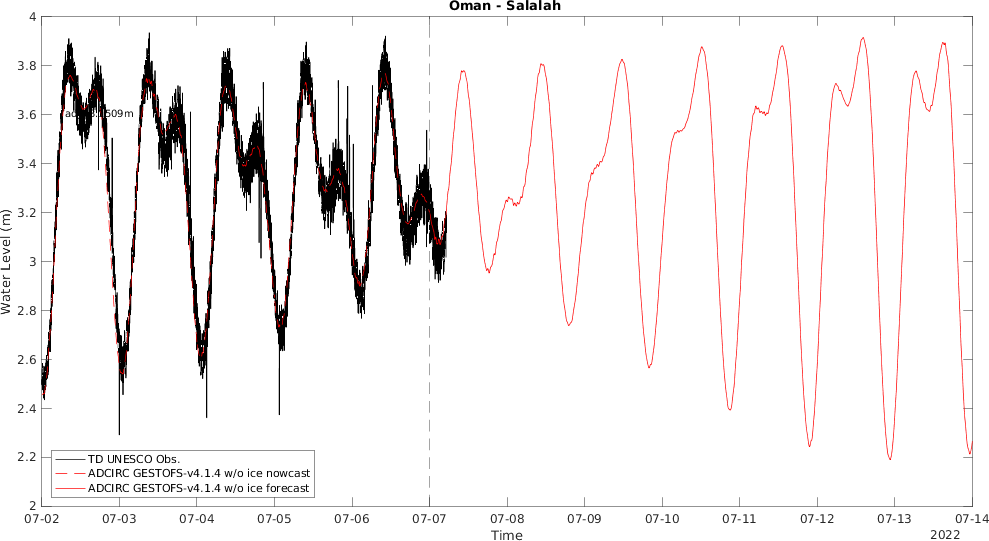 Oman - Salalah
4
3.8
3.6
3.4
3.2
3
2.8
2.6
2.4
2.2
2
Water Level (m)
509m
TD UNESCO Obs.
ADCIRC GESTOFS-v4.1.4 w/o ice nowcast
ADCIRC GESTOFS-v4.1.4 w/o ice forecast
07-02 07-03 07-04 07-05 07-06 07-07 07-08 07-09 07-10 07-11 07-12 07-13 07-14
Time
2022